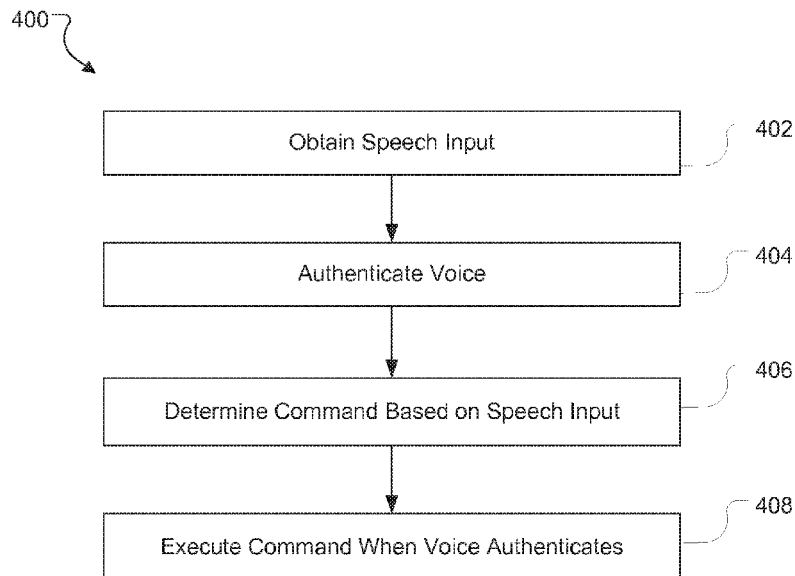 400
Obtain Speech Input
402
Authenticate Voice
404
Determine Command Based on Speech Input
406
Execute Command When Voice Authenticates
408